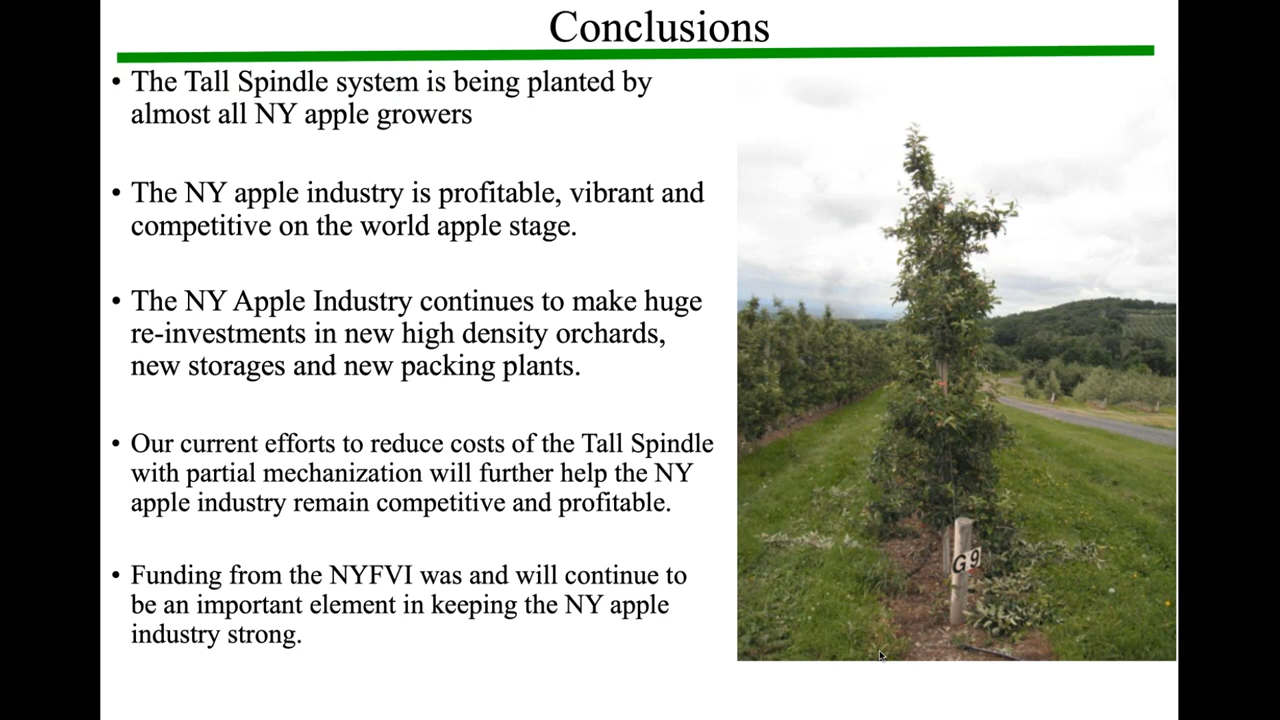 Conclusions
• The Tall Spindle system is being planted by
almost all NY apple growers
• The NY apple industry is profitable, vibrant and
competitive on the world apple stage.
• The NY Apple Industry continues to make huge
re-investments in new high density orchards,
new storages and new packing plants.
• Our current efforts to reduce costs of the Tall Spindle
with partial mechanization will further help the NY
apple industry remain competitive and profitable.
• Funding from the NYFVI was and will continue to
be an important element in keeping the NY apple
industry strong.
G 9